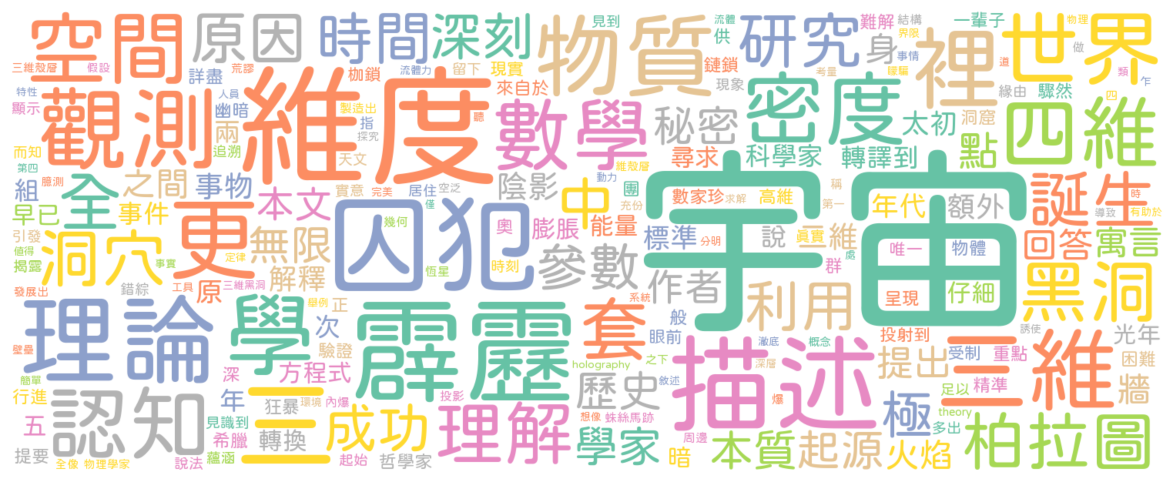 空間
原因
時間
深刻
物質
見到
流體
供
研究
難解
身
一輩子
結構
界限
事情
裡
世界
物理
做
道
類
乍
三維殼層
假設
荒謬
詳盡
枷鎖
流體力
留下
現實
鏈鎖
現象
考量
緣由
驟然
四
特性
顯示
人員
幽暗
觀測
維度
製造出
聽
來自於
數學
秘密
密度
太初
洞窟
四維
而知
兩
指
追溯
探究
天文
尋求
科學家
轉譯到
點
第四
臆測
組
全
之間
事物
本文
實意
完美
居住
空泛
僅
陰影
中
團
動力
充份
數家珍
求解
高維
稱
第一
年代
額外
時
導致
有助於
誕生
早已
事件
更
囚犯
幾何
奧
膨脹
能量
標準
宇宙
說
真實
維
分明
處
唯一
物體
回答
寓言
引發
值得
揭露
洞穴
事實
無限
解釋
定律
恆星
時刻
參數
作者
群
呈現
仔細
黑洞
發展出
錯綜
工具
原
三維黑洞
舉例
正
系統
般
利用
投射到
誘使
光年
理論
學
霹靂
套
眼前
澈底
概念
描述
提出
受制
重點
三維
困難
壁壘
簡單
行進
深
驗證
次
方程式
holography
之下
歷史
敘述
深層
爆
足以
精準
牆
五
認知
年
狂暴
環境
內爆
投影
三
成功
理解
想像
蛛絲馬跡
極
theory
多出
柏拉圖
提要
全像
物理學家
見識到
希臘
說法
蘊涵
轉換
起始
哲學家
學家
周邊
暗
本質
起源
火焰